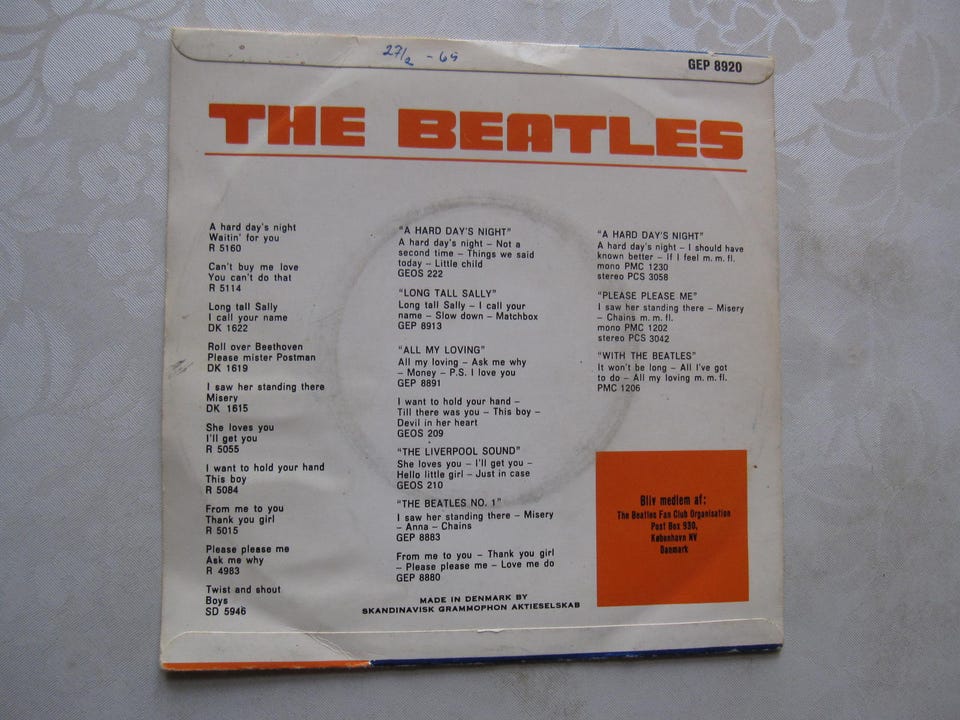 27/2 - 65
GEP 8920
THE BEATLES
A hard day's night
Waitin' for you
R 5160
Can't buy me love
You can't do that
R 5114
Long tall Sally
I call your name
DK 1622
Roll over Beethoven
Please mister Postman
DK 1619
I saw her standing there
Misery
DK 1615
She loves you
I'll get you
R 5055
I want to hold your hand
This boy
R 5084
From me to you
Thank you girl
R 5015
Please please me
Ask me why
R 4983
Twist and shout
Boys
SD 5946
"A HARD DAY'S NIGHT"
A hard day's night – Not a
second time – Things we said
today – Little child
GEOS 222
"LONG TALL SALLY"
Long tall Sally – I call your
name – Slow down – Matchbox
GEP 8913
"ALL MY LOVING"
All my loving – Ask me why
– Money – P.S. I love you
GEP 8891
I want to hold your hand –
Till there was you – This boy –
Devil in her heart
GEOS 209
"THE LIVERPOOL SOUND"
She loves you – I'll get you –
Hello little girl – Just in case
GEOS 210
"THE BEATLES NO. 1"
I saw her standing there – Misery
– Anna – Chains
GEP 8883
From me to you – Thank you girl
– Please please me – Love me do
GEP 8880
MADE IN DENMARK BY
SKANDINAVISK GRAMMOPHON AKTIESELSKAB
"A HARD DAY'S NIGHT"
A hard day's night – I should have
known better – If I feel m. m. fl.
mono PMC 1230
stereo PCS 3058
"PLEASE PLEASE ME"
I saw her standing there – Misery
– Chains m. m. fl.
mono PMC 1202
stereo PCS 3042
"WITH THE BEATLES"
It won't be long – All I've got
to do – All my loving m. m. fl.
PMC 1206
Bliv medlem af:
The Beatles Fan Club Organisation
Post Box 930,
København NV
Danmark